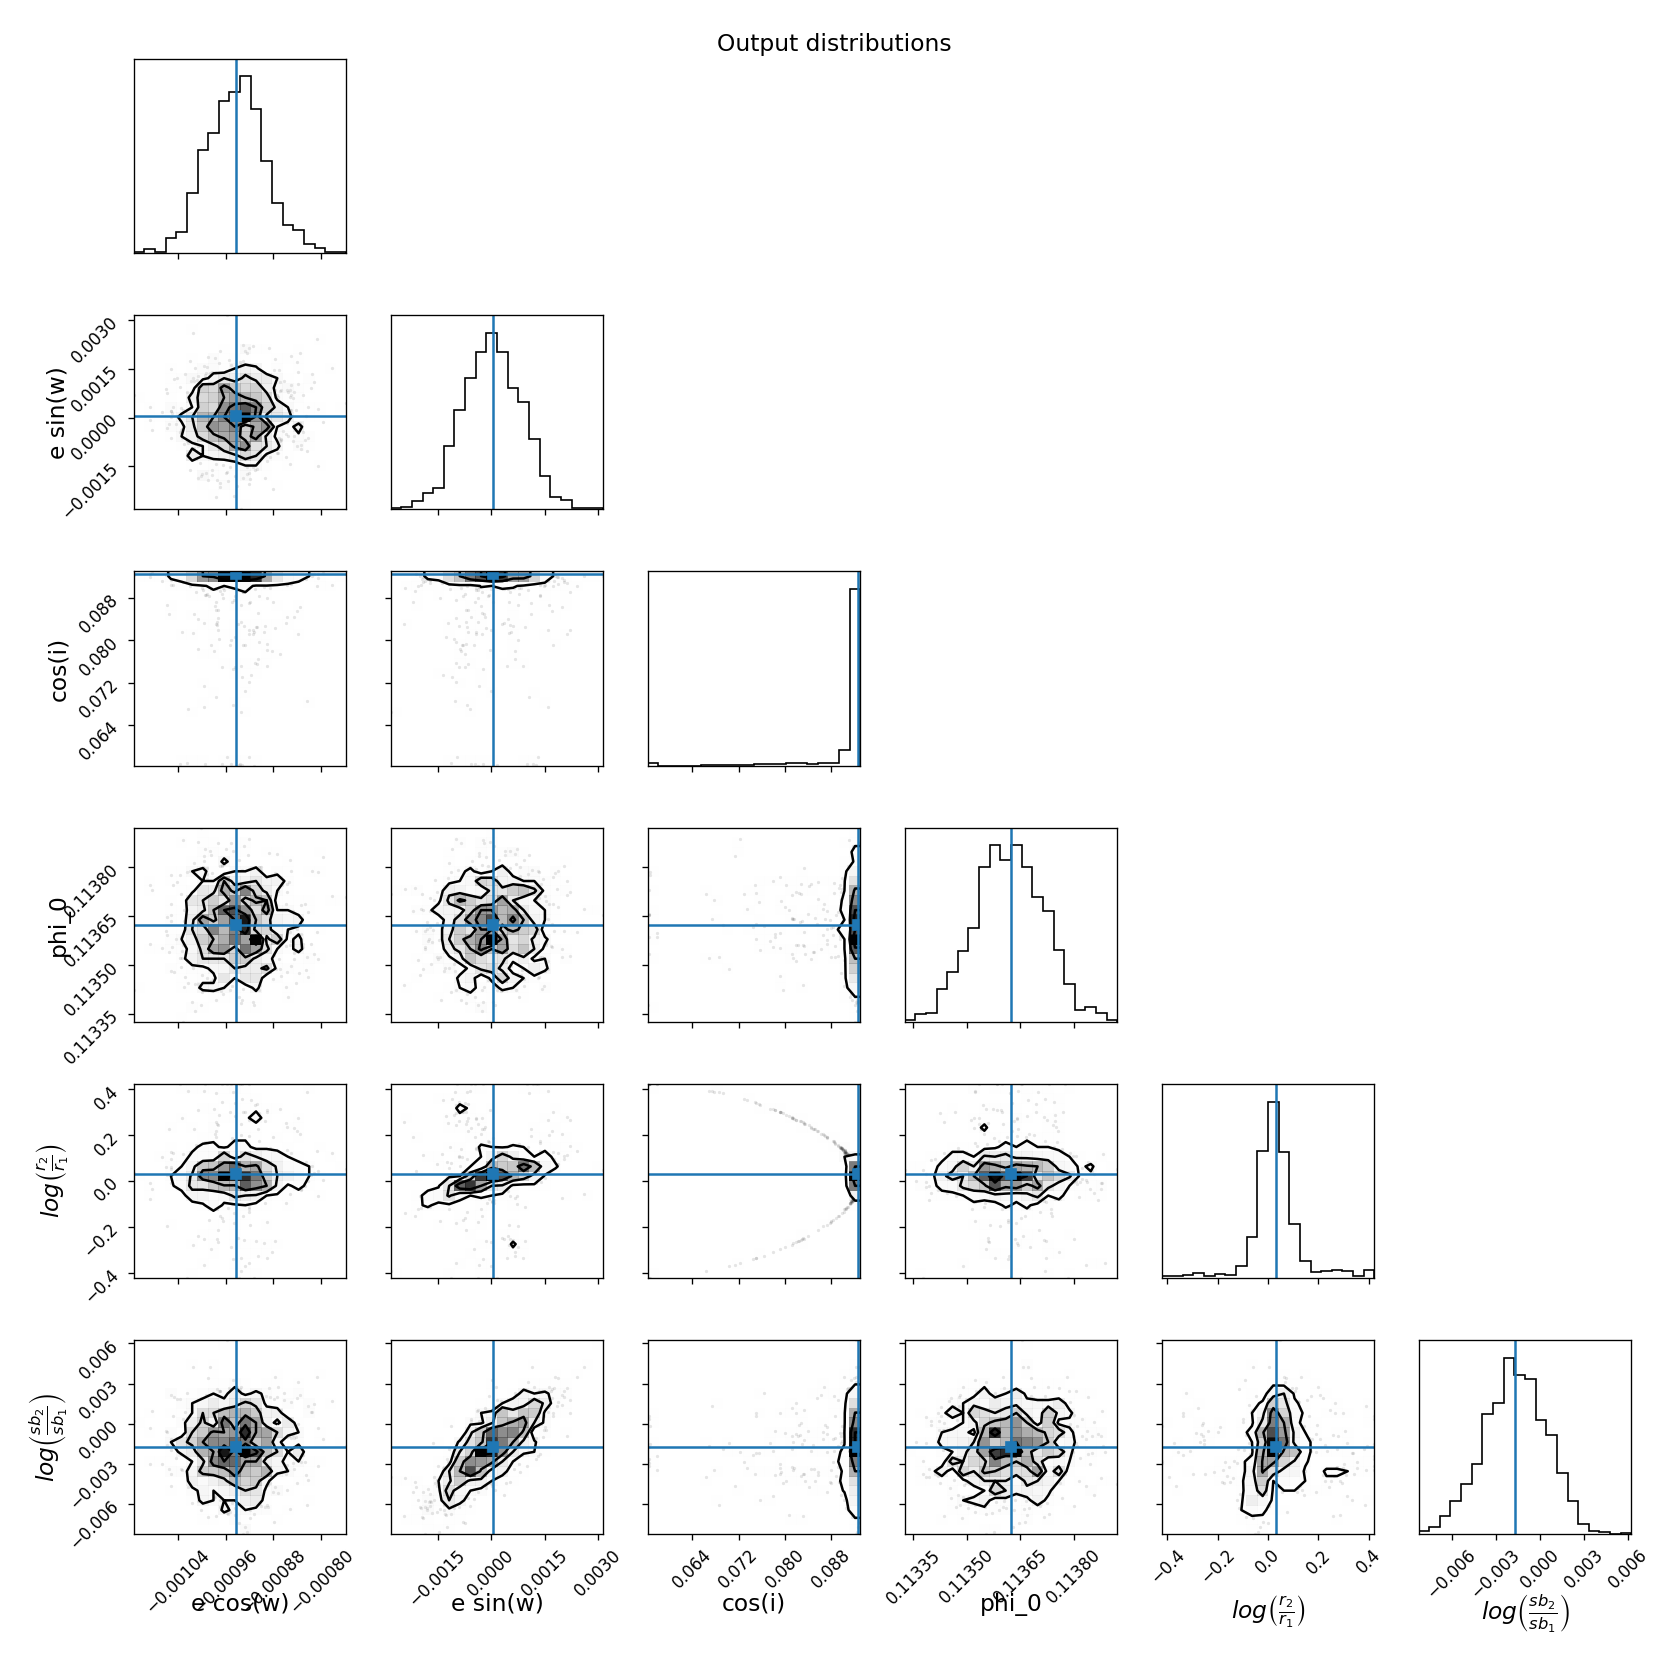 Output distributions
e sin(w)
0.0030
0.0015
0.0000
−0.0015
cos(i)
0.088
0.080
0.072
0.064
phi_0
0.11380
0.11365
0.11350
0.11335
log(r2/r1)
0.4
0.2
0.0
−0.2
−0.4
log(sb2/sb1)
0.006
0.003
0.000
−0.003
−0.006
−0.00104 −0.00096 −0.00088 −0.00080
−0.0015 0.0000 0.0015 0.0030
0.064 0.072 0.080 0.088
0.11335 0.11350 0.11365 0.11380
−0.4 −0.2 0.0 0.2 0.4
−0.006 −0.003 0.000 0.003 0.006
e cos(w) e sin(w) cos(i) phi_0 log(r2/r1) log(sb2/sb1)